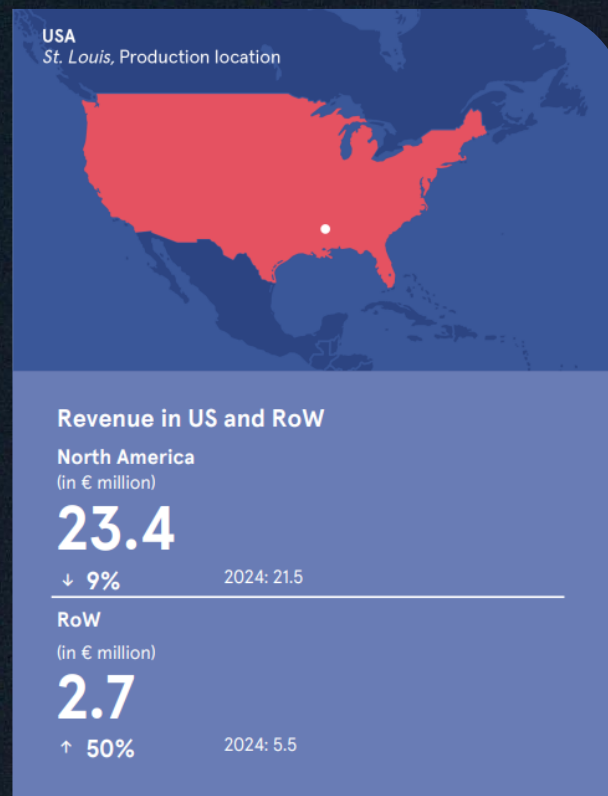 USA
St. Louis, Production location
Revenue in US and RoW
North America
(in € million)
23.4
↓ 9% 2024: 21.5
RoW
(in € million)
2.7
↑ 50% 2024: 5.5